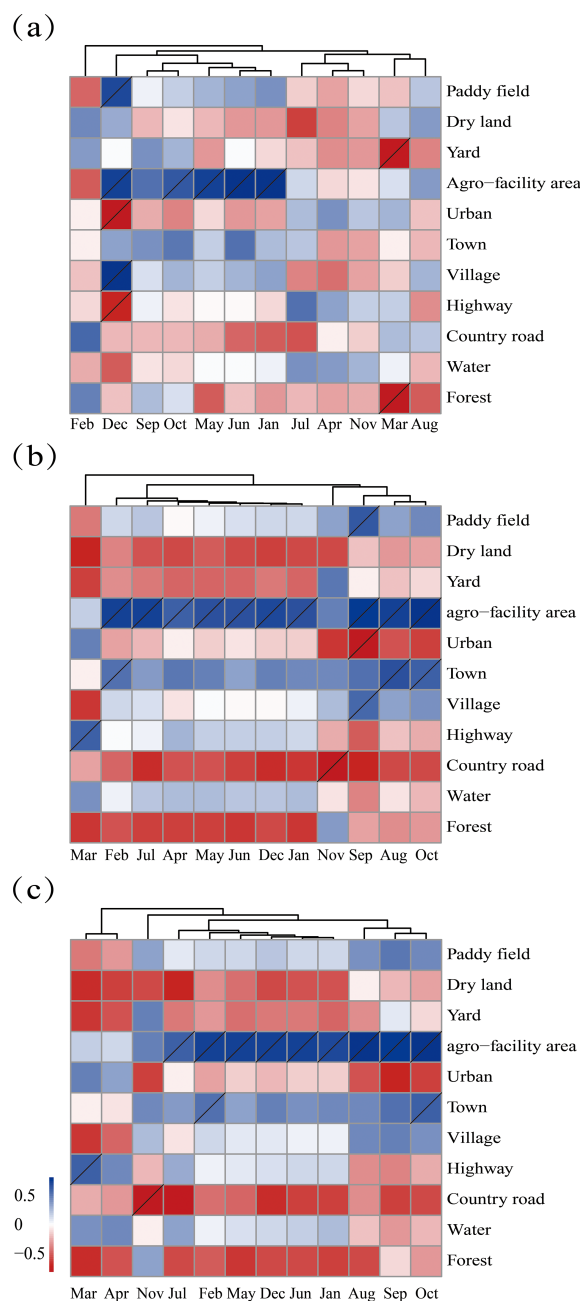 (a)
Paddy field
Dry land
Yard
Agro-facility area
Urban
Town
Village
Highway
Country road
Water
Forest
Feb Dec Sep Oct May Jun Jan Jul Apr Nov Mar Aug
(b)
Paddy field
Dry land
Yard
agro-facility area
Urban
Town
Village
Highway
Country road
Water
Forest
Mar Feb Jul Apr May Jun Dec Jan Nov Sep Aug Oct
(c)
Paddy field
Dry land
Yard
agro-facility area
Urban
Town
Village
Highway
Country road
Water
Forest
0.5
0
−0.5
Mar Apr Nov Jul Feb May Dec Jun Jan Aug Sep Oct